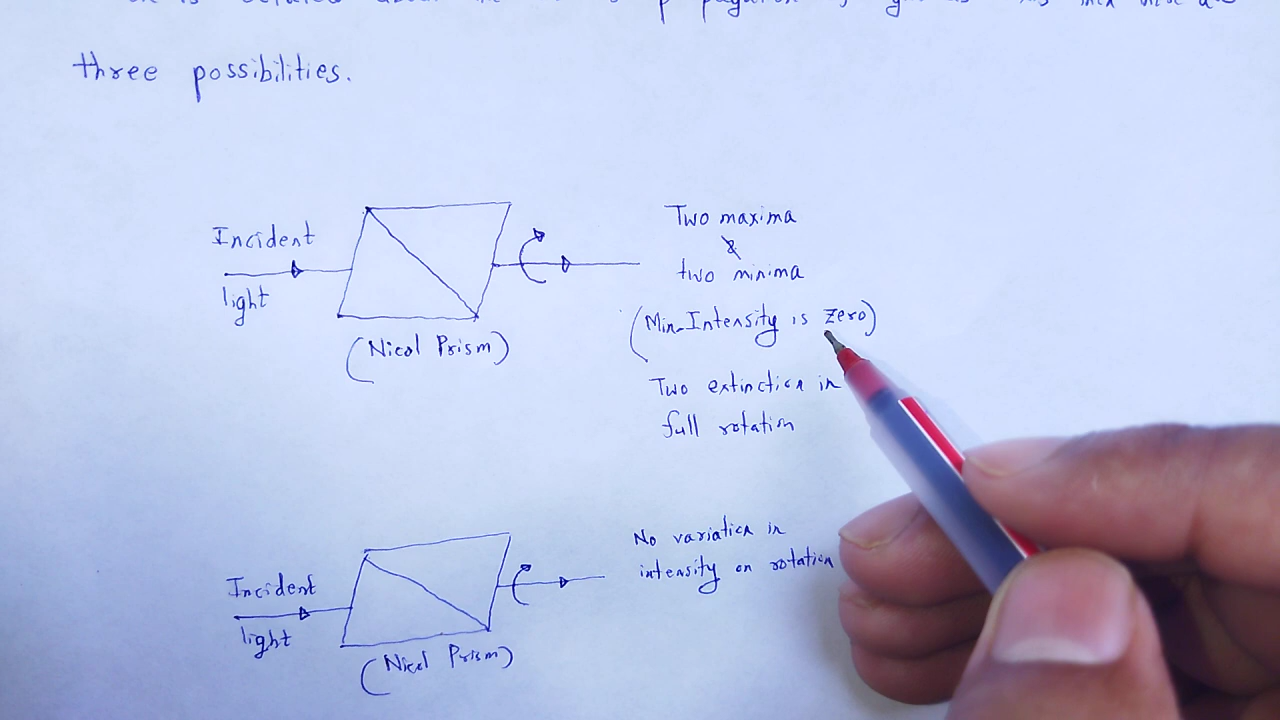 three possibilities.
Incident
light
(Nicol Prism)
Two maxima
&
two minima
(Min-Intensity is zero)
Two extinction in
full rotation
Incident
light
(Nicol Prism)
No variation in
intensity on rotation